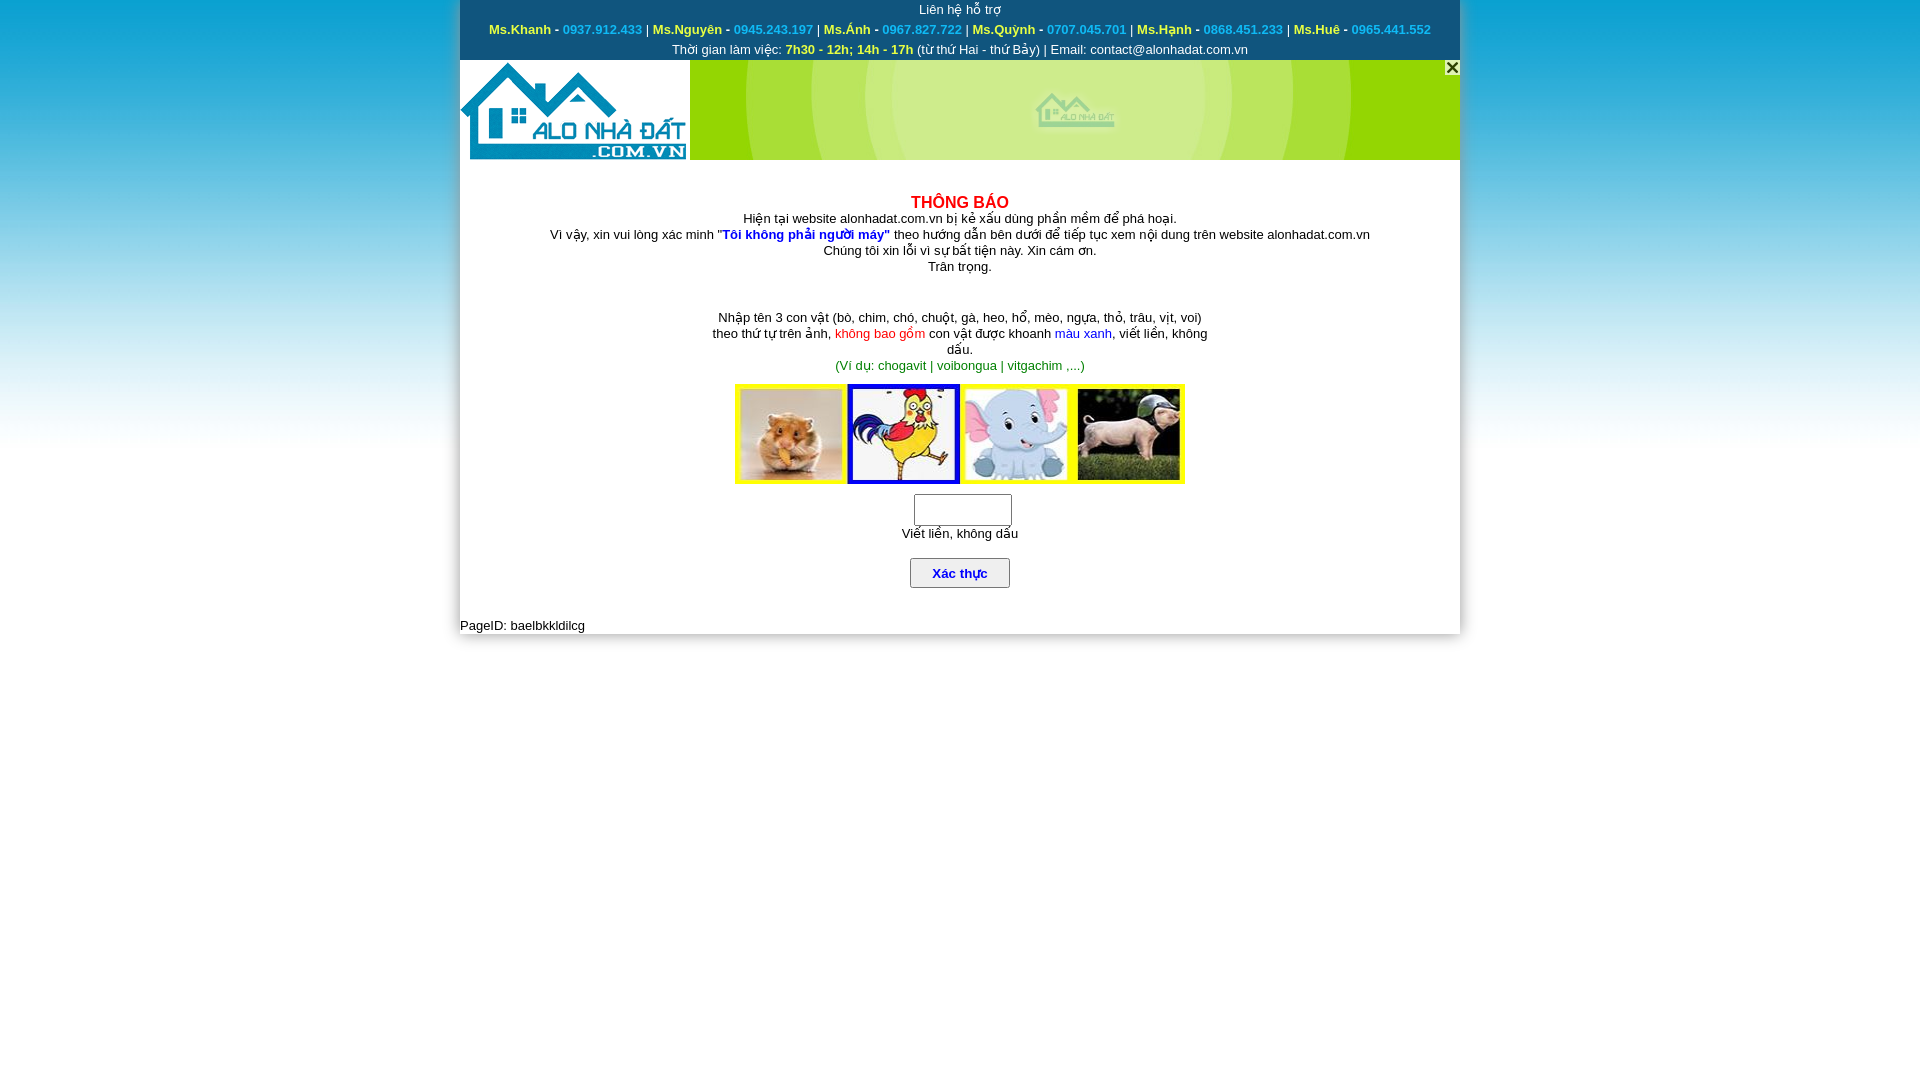 Liên hệ hỗ trợ
Ms.Khanh - 0937.912.433 | Ms.Nguyên - 0945.243.197 | Ms.Ánh - 0967.827.722 | Ms.Quỳnh - 0707.045.701 | Ms.Hạnh - 0868.451.233 | Ms.Huê - 0965.441.552
Thời gian làm việc: 7h30 - 12h; 14h - 17h (từ thứ Hai - thứ Bảy) | Email: contact@alonhadat.com.vn
ALO NHÀ ĐẤT
.COM.VN
ALO NHÀ ĐẤT
THÔNG BÁO
Hiện tại website alonhadat.com.vn bị kẻ xấu dùng phần mềm để phá hoại.
Vì vậy, xin vui lòng xác minh "Tôi không phải người máy" theo hướng dẫn bên dưới để tiếp tục xem nội dung trên website alonhadat.com.vn
Chúng tôi xin lỗi vì sự bất tiện này. Xin cám ơn.
Trân trọng.
Nhập tên 3 con vật (bò, chim, chó, chuột, gà, heo, hổ, mèo, ngựa, thỏ, trâu, vịt, voi)
theo thứ tự trên ảnh, không bao gồm con vật được khoanh màu xanh, viết liền, không
dấu.
(Ví dụ: chogavit | voibongua | vitgachim ,...)
Viết liền, không dấu
Xác thực
PageID: baelbkkldilcg